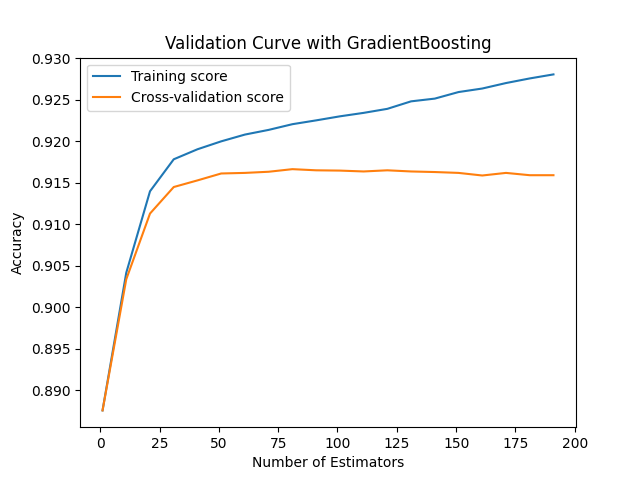 Validation Curve with GradientBoosting
Training score
Cross-validation score
0.930
0.925
0.920
0.915
0.910
0.905
0.900
0.895
0.890
Accuracy
0 25 50 75 100 125 150 175 200
Number of Estimators